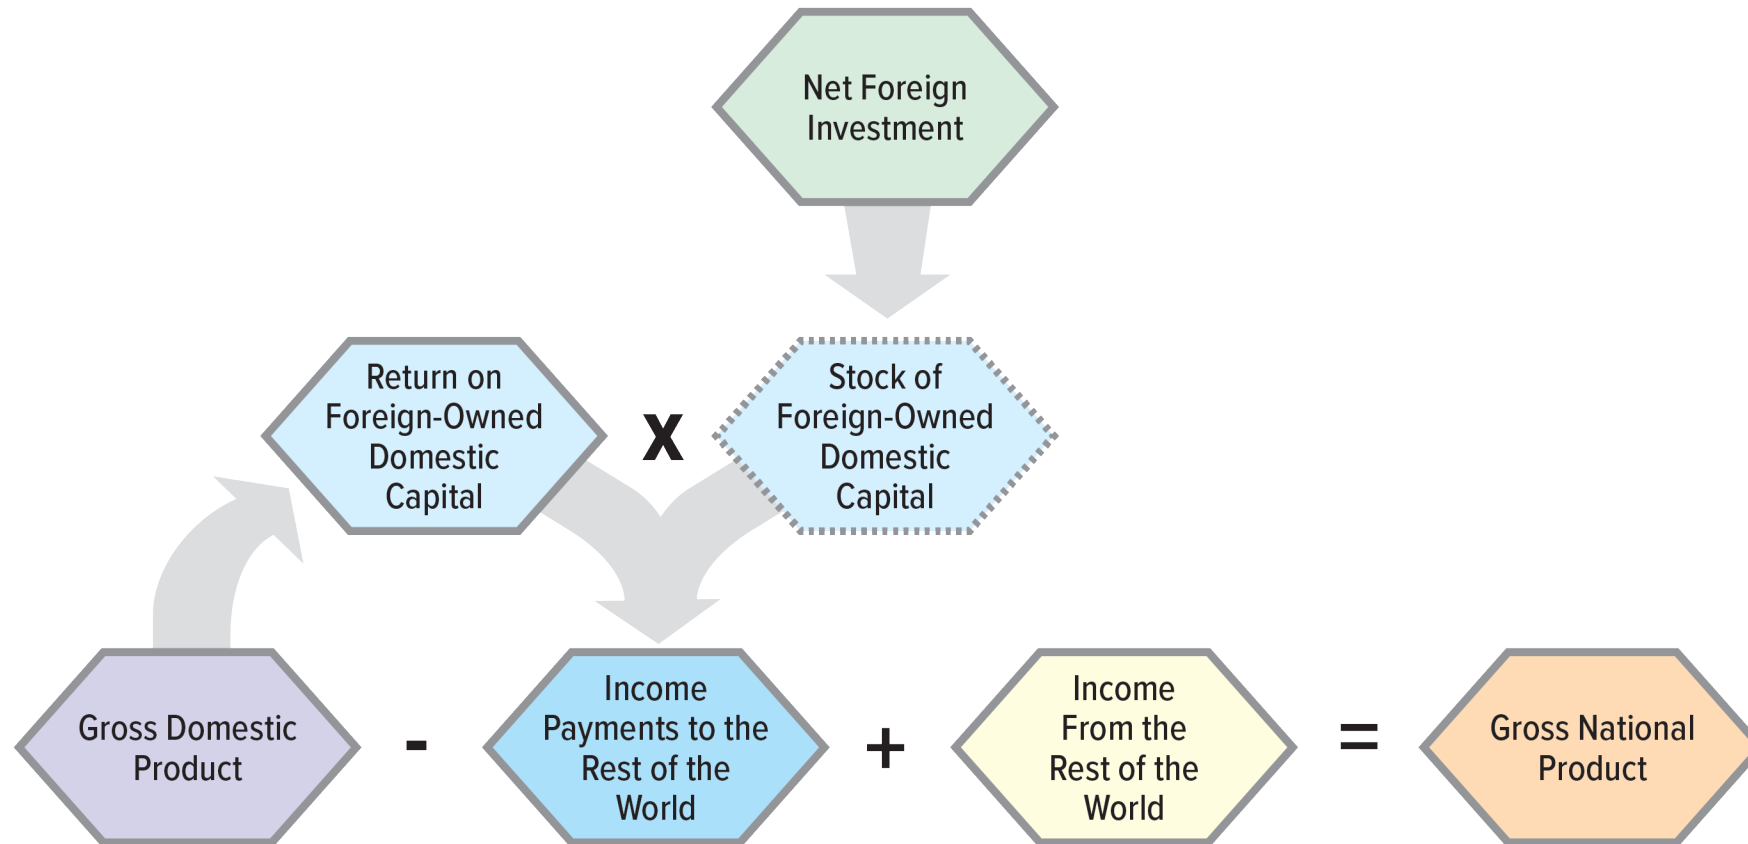 Net Foreign
Investment
Return on
Foreign-Owned
Domestic
Capital
X
Stock of
Foreign-Owned
Domestic
Capital
Gross Domestic
Product
-
Income
Payments to the
Rest of the
World
+
Income
From the
Rest of the
World
=
Gross National
Product